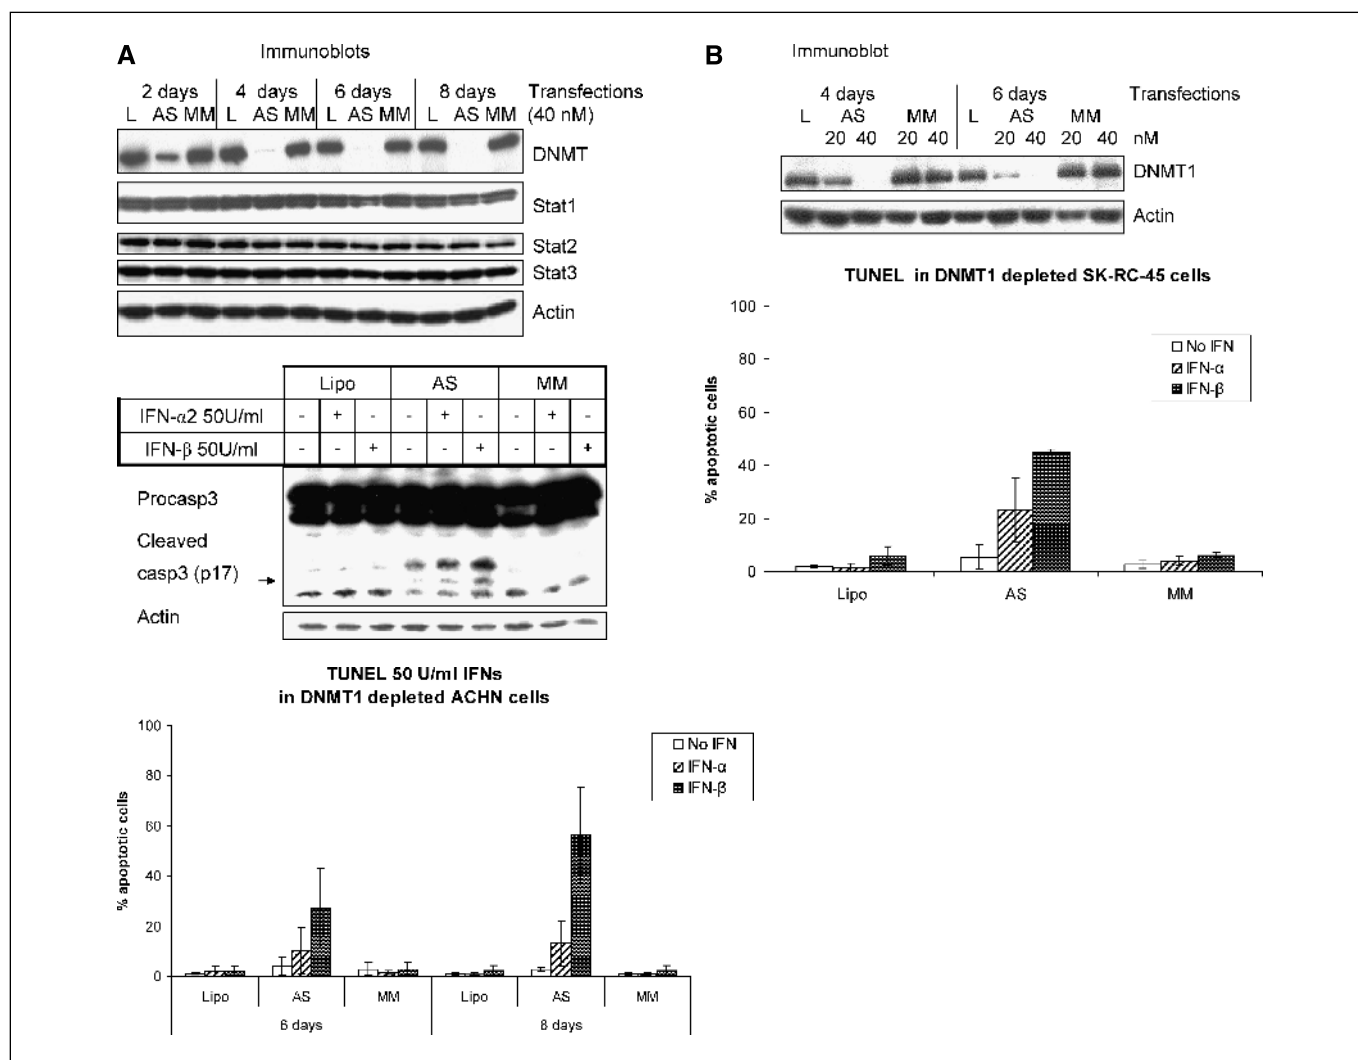 A
Immunoblots
2 days 4 days 6 days 8 days Transfections
L AS MM L AS MM L AS MM L AS MM (40 nM)
DNMT
Stat1
Stat2
Stat3
Actin
Lipo AS MM
IFN-α2 50U/ml - + - - + - - + -
IFN-β 50U/ml - - + - - + - - +
Procasp3
Cleaved
casp3 (p17)
Actin
TUNEL 50 U/ml IFNs
in DNMT1 depleted ACHN cells
% apoptotic cells
100
80
60
40
20
0
No IFN
IFN-α
IFN-β
Lipo AS MM Lipo AS MM
6 days 8 days
B
Immunoblot
4 days 6 days Transfections
L AS MM L AS MM
20 40 20 40 20 40 20 40 nM
DNMT1
Actin
TUNEL in DNMT1 depleted SK-RC-45 cells
% apoptotic cells
100
80
60
40
20
0
No IFN
IFN-α
IFN-β
Lipo AS MM